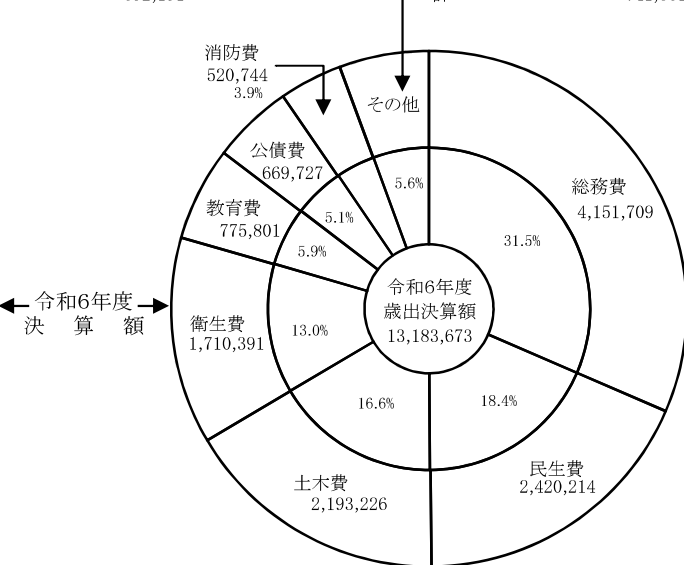 消防費
520,744
3.9%
その他
5.6%
公債費
669,727
5.1%
総務費
4,151,709
31.5%
教育費
775,801
5.9%
令和6年度
決 算 額
衛生費
1,710,391
13.0%
令和6年度
歳出決算額
13,183,673
16.6%
18.4%
土木費
2,193,226
民生費
2,420,214